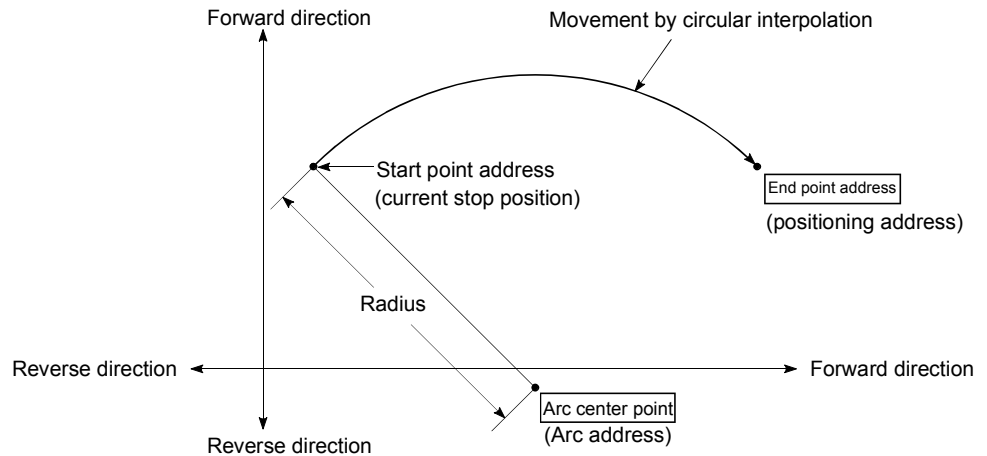 Forward direction
Movement by circular interpolation
Start point address
(current stop position)
End point address
(positioning address)
Radius
Reverse direction
Forward direction
Arc center point
(Arc address)
Reverse direction